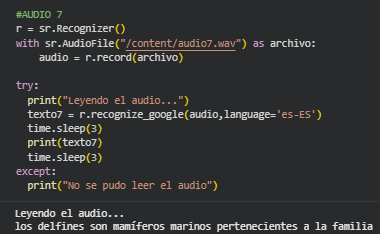 #AUDIO 7
r = sr.Recognizer()
with sr.AudioFile("/content/audio7.wav") as archivo:
    audio = r.record(archivo)

try:
  print("Leyendo el audio...")
  texto7 = r.recognize_google(audio,language='es-ES')
  time.sleep(3)
  print(texto7)
  time.sleep(3)
except:
  print("No se pudo leer el audio")
Leyendo el audio...
los delfines son mamíferos marinos pertenecientes a la familia